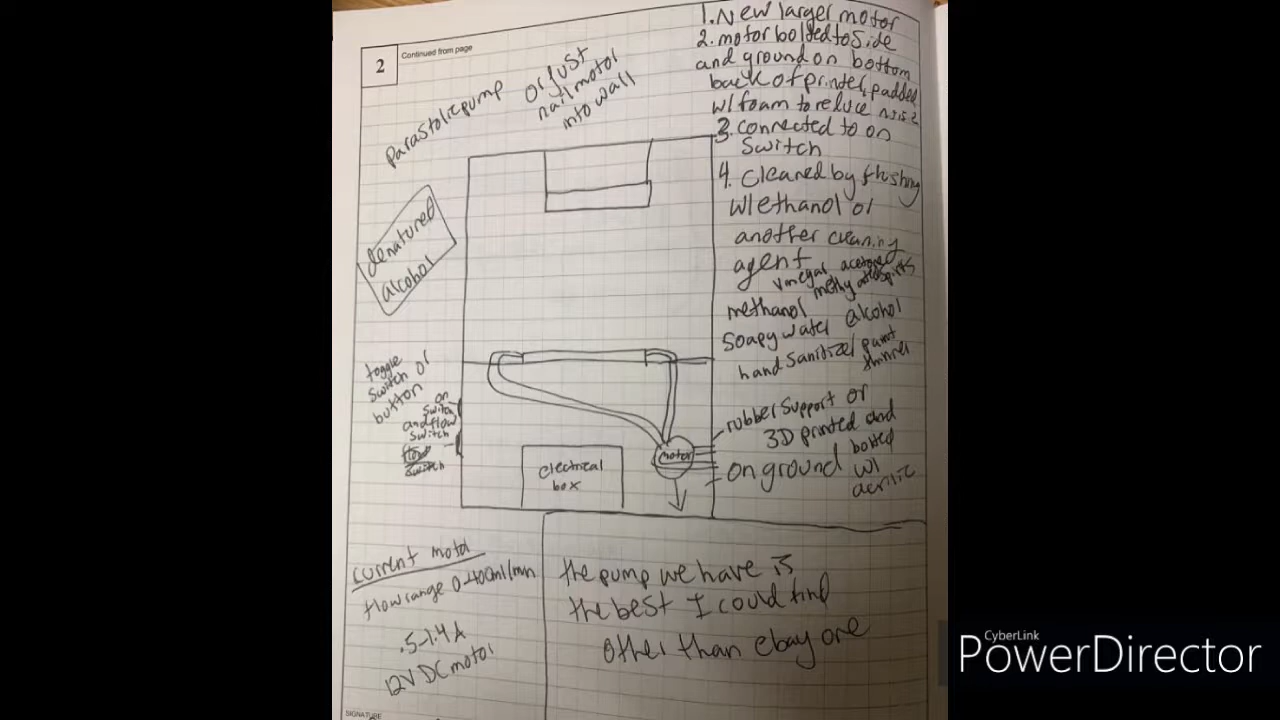 2
Continued from page
parastolic pump
or just
nail motor
into wall
1. New larger motor
2. motor bolted to side
and ground on bottom
back of printer, padded
w/ foam to reduce noise
3. connected to on
switch
4. cleaned by flushing
w/ethanol or
another cleaning
agent
vinegar acetone
methanol methylated spirits
soapy water alcohol
hand sanitizer paint
thinner
denatured
alcohol
toggle
switch or
button
on
switch
and flow
switch
flow
switch
motor
electrical
box
rubber support or
3D printed and
bolted
on ground w/
acrilic
current motor
flow range 0-400ml/min
.5-1.4A
12V DC motor
the pump we have is
the best I could find
other than ebay one
SIGNATURE
CyberLink
PowerDirector